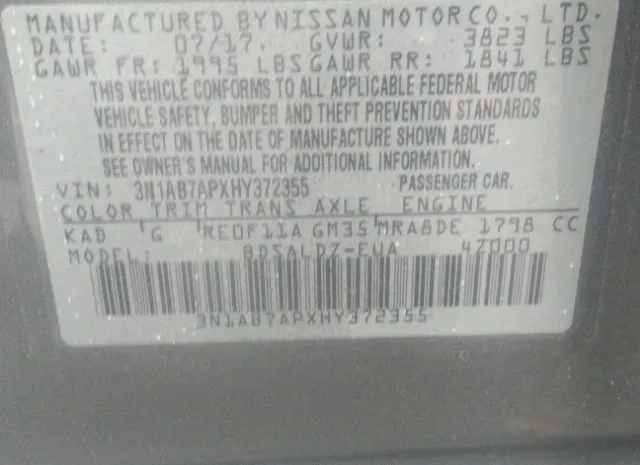 MANUFACTURED BY NISSAN MOTOR CO., LTD.
DATE: 07/17. GVWR: 3823 LBS
GAWR FR: 1995 LBS GAWR RR: 1841 LBS
THIS VEHICLE CONFORMS TO ALL APPLICABLE FEDERAL MOTOR
VEHICLE SAFETY, BUMPER AND THEFT PREVENTION STANDARDS
IN EFFECT ON THE DATE OF MANUFACTURE SHOWN ABOVE.
SEE OWNER'S MANUAL FOR ADDITIONAL INFORMATION.
VIN: 3N1AB7APXHY372355 PASSENGER CAR.
COLOR TRIM TRANS AXLE ENGINE
KAD G RE0F11A GM35 MRA8DE 1798 CC
MODEL: BDSALDZ-EUA 4Z000
3N1AB7APXHY372355